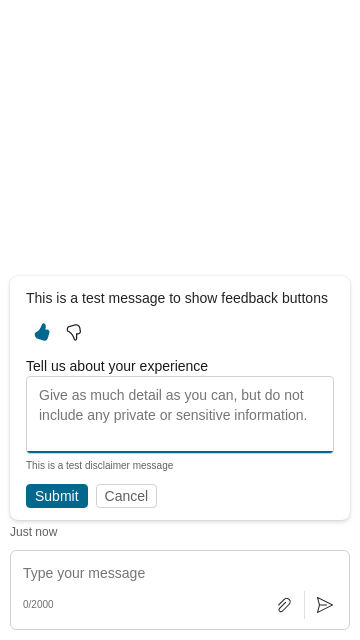 This is a test message to show feedback buttons
Tell us about your experience
Give as much detail as you can, but do not
include any private or sensitive information.
This is a test disclaimer message
Submit Cancel
Just now
Type your message
0/2000